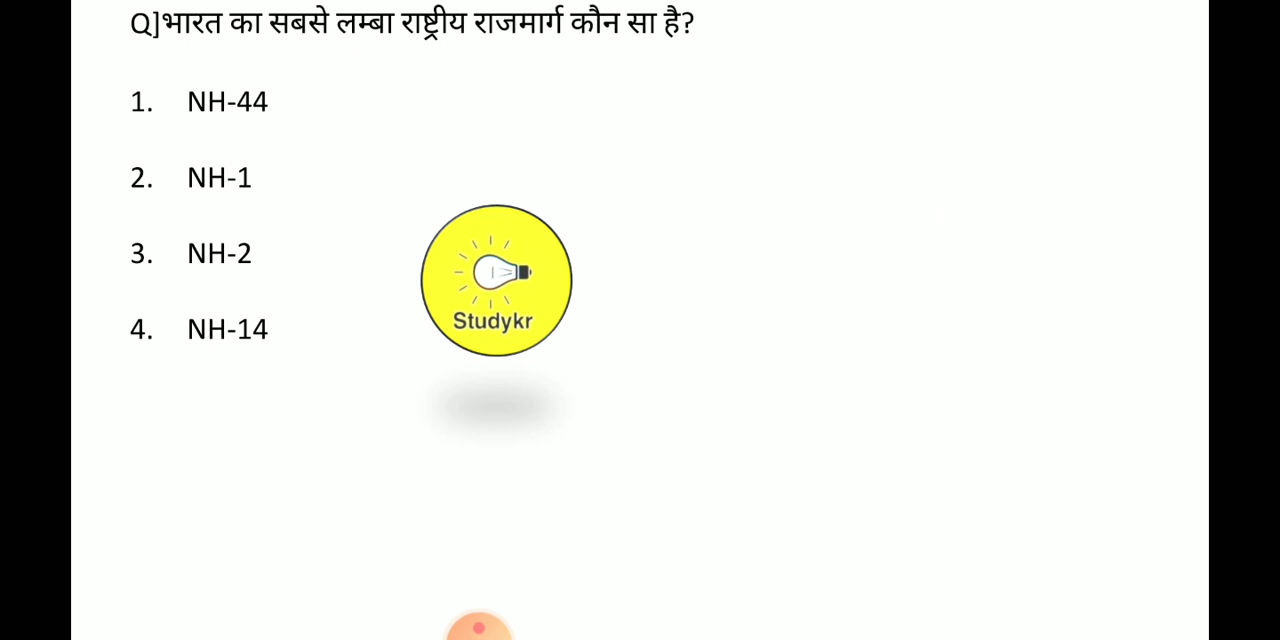 Q]भारत का सबसे लम्बा राष्ट्रीय राजमार्ग कौन सा है?
1. NH-44
2. NH-1
3. NH-2
4. NH-14
Studykr